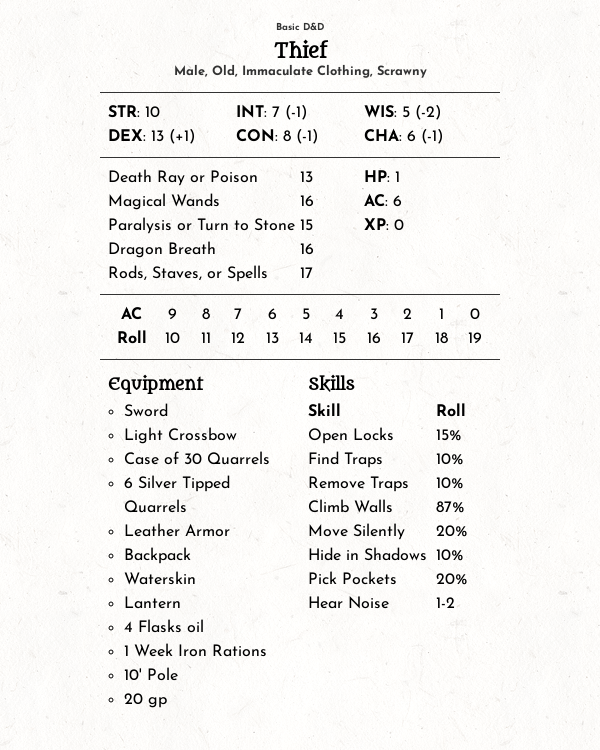 Basic D&D
Thief
Male, Old, Immaculate Clothing, Scrawny
STR: 10 INT: 7 (-1) WIS: 5 (-2)
DEX: 13 (+1) CON: 8 (-1) CHA: 6 (-1)
Death Ray or Poison 13 HP: 1
Magical Wands 16 AC: 6
Paralysis or Turn to Stone 15 XP: 0
Dragon Breath 16
Rods, Staves, or Spells 17
AC 9 8 7 6 5 4 3 2 1 0
Roll 10 11 12 13 14 15 16 17 18 19
Equipment
Sword
Light Crossbow
Case of 30 Quarrels
6 Silver Tipped
Quarrels
Leather Armor
Backpack
Waterskin
Lantern
4 Flasks oil
1 Week Iron Rations
10' Pole
20 gp
Skills
Skill Roll
Open Locks 15%
Find Traps 10%
Remove Traps 10%
Climb Walls 87%
Move Silently 20%
Hide in Shadows 10%
Pick Pockets 20%
Hear Noise 1-2